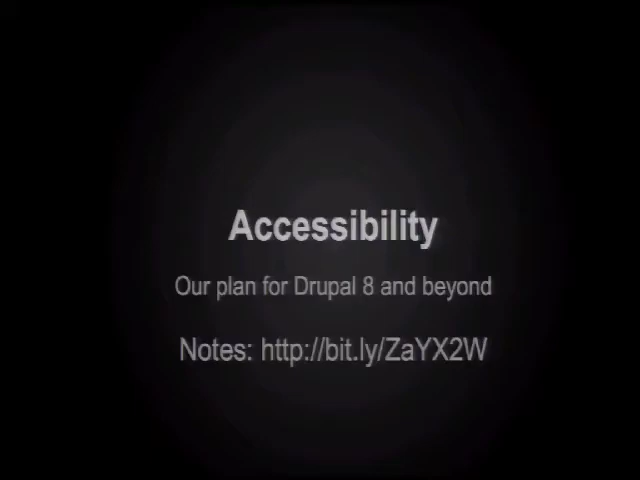 Accessibility
Our plan for Drupal 8 and beyond
Notes: http://bit.ly/ZaYX2W